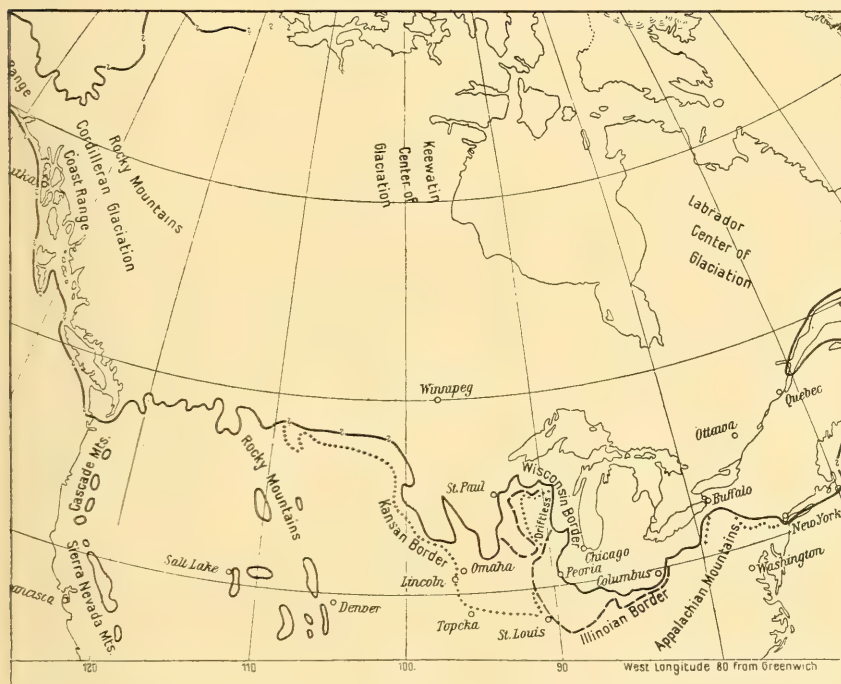 Range
Rocky Mountains
Cordilleran Glaciation
Coast Range
Keewatin
Center of
Glaciation
Labrador
Center of
Glaciation
Winnipeg
Quebec
Ottawa
Cascade Mts.
Rocky Mountains
St. Paul
Wisconsin Border
Buffalo
Kansan Border
Driftless
New York
Sierra Nevada Mts.
Salt Lake
Omaha
Chicago
Peoria
Columbus
Washington
Lincoln
Denver
Appalachian Mountains
Topeka
St. Louis
Illinoian Border
120
110
100.
90
West Longitude 80 from Greenwich